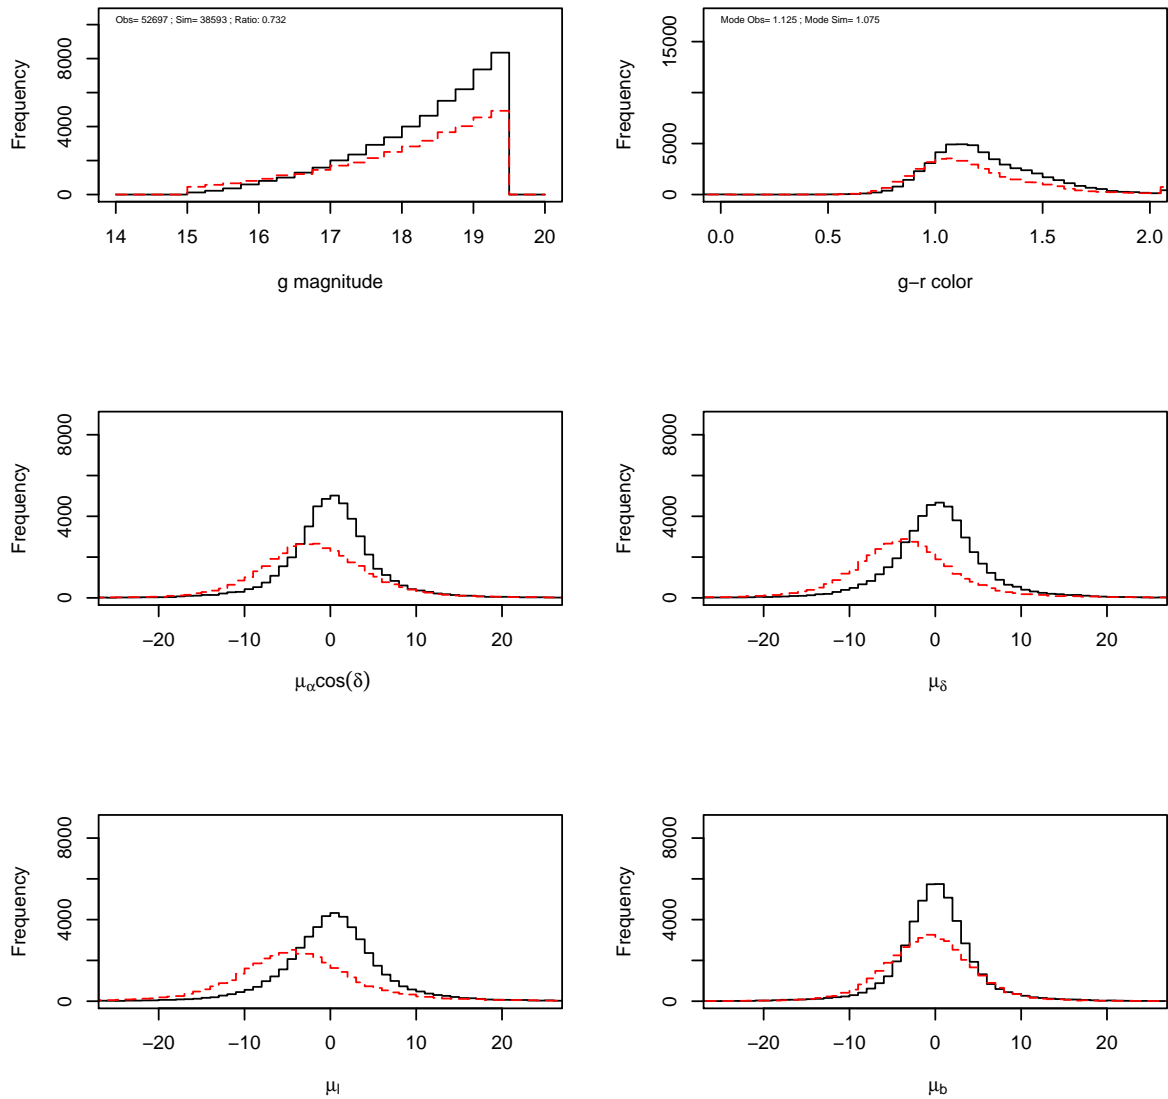 Obs= 52697 ; Sim= 38593 ; Ratio: 0.732
Frequency
0 4000 8000
14 15 16 17 18 19 20
g magnitude
Mode Obs= 1.125 ; Mode Sim= 1.075
Frequency
0 5000 15000
0.0 0.5 1.0 1.5 2.0
g−r color
Frequency
0 4000 8000
−20 −10 0 10 20
μαcos(δ)
Frequency
0 4000 8000
−20 −10 0 10 20
μδ
Frequency
0 4000 8000
−20 −10 0 10 20
μl
Frequency
0 4000 8000
−20 −10 0 10 20
μb